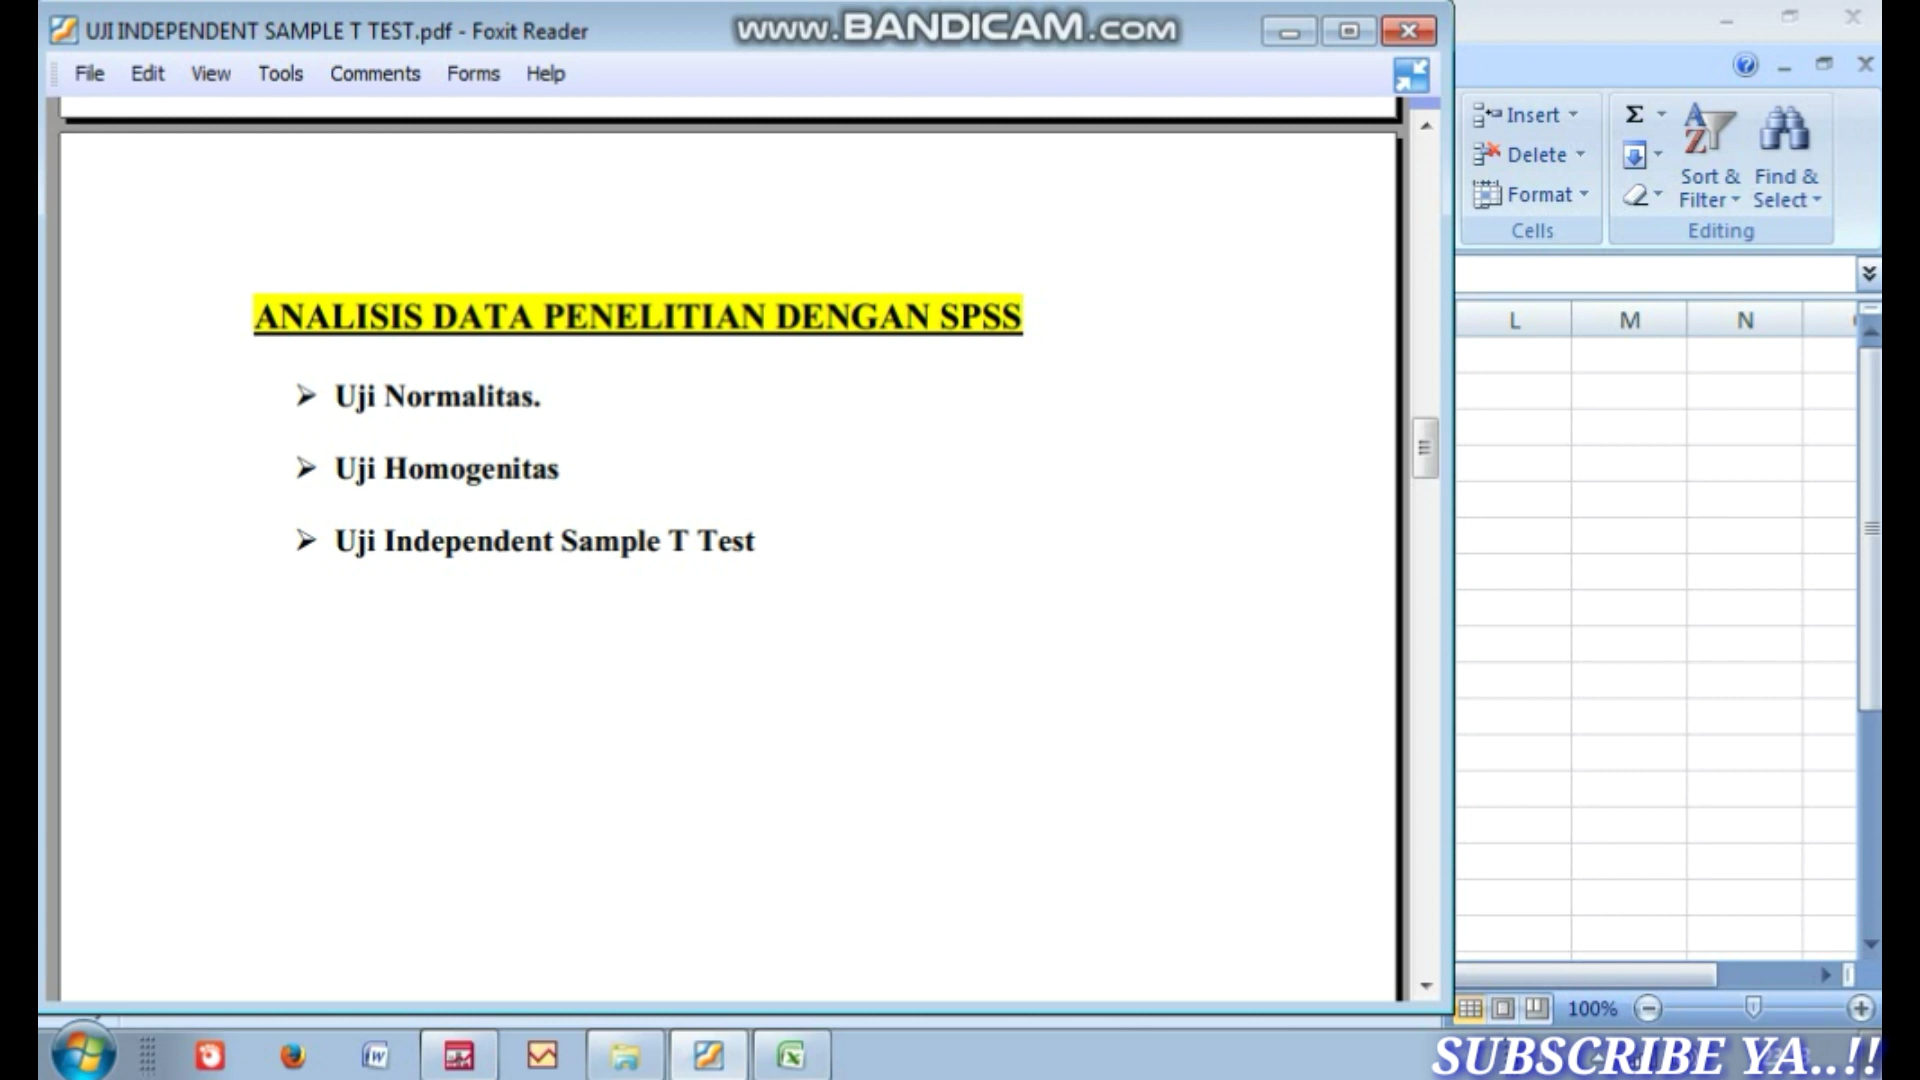 UJI INDEPENDENT SAMPLE T TEST.pdf - Foxit Reader
www.BANDICAM.com
File Edit View Tools Comments Forms Help
Insert
Delete
Format
Cells
Σ
Sort & Filter
Find & Select
Editing
L M N
ANALISIS DATA PENELITIAN DENGAN SPSS
➢ Uji Normalitas.
➢ Uji Homogenitas
➢ Uji Independent Sample T Test
100%
SUBSCRIBE YA..!!